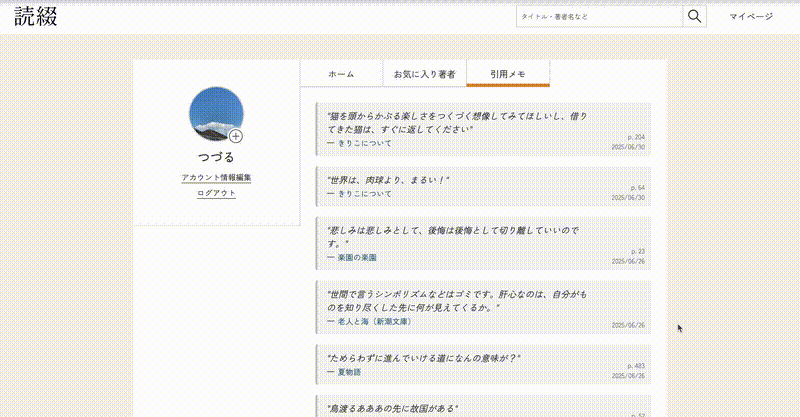 読綴
タイトル・著者名など
マイページ
ホーム
お気に入り著者
引用メモ
つづる
アカウント情報編集
ログアウト
"猫を頭からかぶる楽しさをつくづく想像してみてほしいし、借り
てきた猫は、すぐに返してください"
— きりこについて
p. 204
2025/06/30
"世界は、肉球より、まるい！"
— きりこについて
p. 64
2025/06/30
"悲しみは悲しみとして、後悔は後悔として切り離していいので
す。"
— 楽園の楽園
p. 23
2025/06/26
"世間で言うシンボリズムなどはゴミです。肝心なのは、自分がも
のを知り尽くした先に何が見えてくるか。"
— 老人と海（新潮文庫）
2025/06/26
"ためらわずに進んでいける道になんの意味が？"
— 夏物語
p. 483
2025/06/26
"鳥渡るあああの先に故国がある"
p. 57